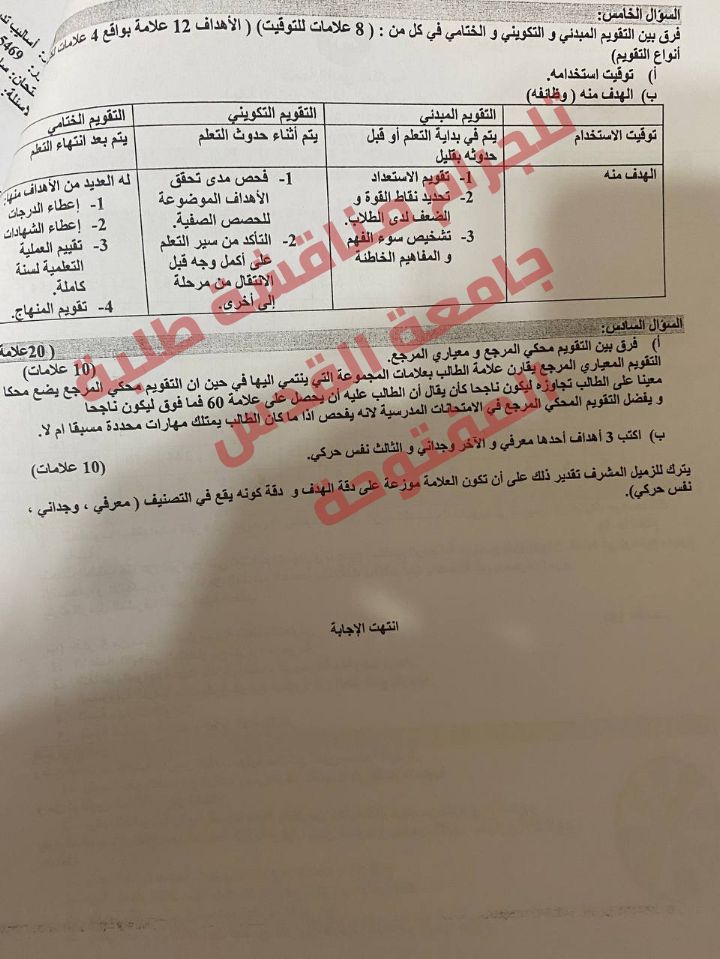 السؤال الخامس:
فرق بين التقويم المبدئي و التكويني و الختامي في كل من : ( 8 علامات للتوقيت) ( الأهداف 12 علامة بواقع 4 علامات
أنواع التقويم)
أ) توقيت استخدامه.
ب) الهدف منه ( وظائفه)
التقويم المبدئي التقويم التكويني التقويم الختامي
توقيت الاستخدام يتم في بداية التعلم أو قبل حدوثه بقليل يتم أثناء حدوث التعلم يتم بعد انتهاء التعلم
الهدف منه
1- تقويم الاستعداد
2- تحديد نقاط القوة و
الضعف لدى الطلاب.
3- تشخيص سوء الفهم
و المفاهيم الخاطئة
1- فحص مدى تحقق
الأهداف الموضوعة
للحصص الصفية.
2- التأكد من سير التعلم
على أكمل وجه قبل
الانتقال من مرحلة
إلى أخرى.
له العديد من الأهداف منها:
1- إعطاء الدرجات
2- إعطاء الشهادات
3- تقييم العملية
التعلمية لسنة
كاملة.
4- تقويم المنهاج.
السؤال السادس:
( 20علامة
أ) فرق بين التقويم محكي المرجع و معياري المرجع. (10 علامات)
التقويم المعياري المرجع يقارن علامة الطالب بعلامات المجموعة التي ينتمي اليها في حين ان التقويم محكي المرجع يضع محكا
معينا على الطالب تجاوزه ليكون ناجحا كأن يقال أن الطالب عليه أن يحصل على علامة 60 فما فوق ليكون ناجحا
و يفضل التقويم المحكي المرجع في الامتحانات المدرسية لانه يفحص اذا ما كان الطالب يمتلك مهارات محددة مسبقا ام لا.
ب) اكتب 3 أهداف أحدها معرفي و الآخر وجداني و الثالث نفس حركي. (10 علامات)
يترك للزميل المشرف تقدير ذلك على أن تكون العلامة موزعة على دقة الهدف و دقة كونه يقع في التصنيف ( معرفي ، وجداني ،
نفس حركي).
انتهت الإجابة
تلجرام مناقشة طلبة
جامعة القدس
المفتوحة